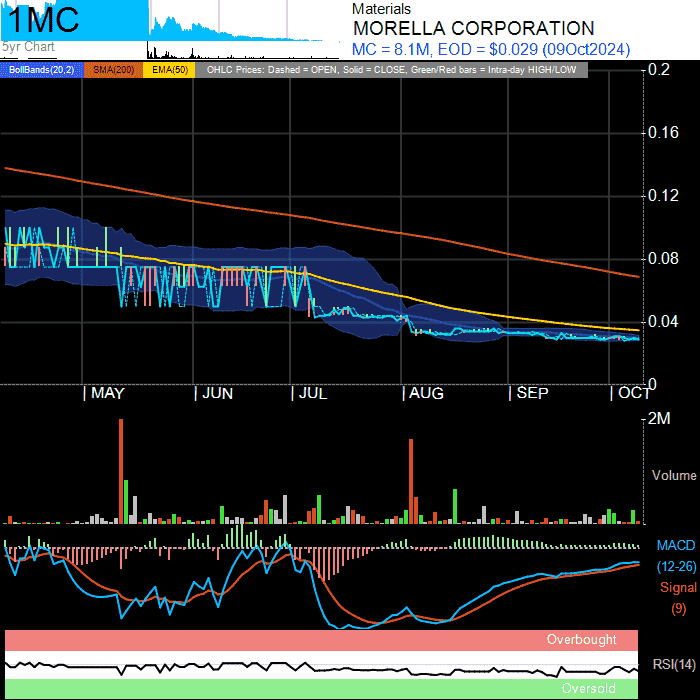 1MC
5yr Chart
Materials
MORELLA CORPORATION
MC = 8.1M, EOD = $0.029 (09Oct2024)
BollBands(20,2) SMA(200) EMA(50) OHLC Prices: Dashed = OPEN, Solid = CLOSE, Green/Red bars = Intra-day HIGH/LOW
0.2
0.16
0.12
0.08
0.04
0
| MAY | JUN | JUL | AUG | SEP | OCT
2M
Volume
MACD
(12-26)
Signal
(9)
Overbought
RSI(14)
Oversold